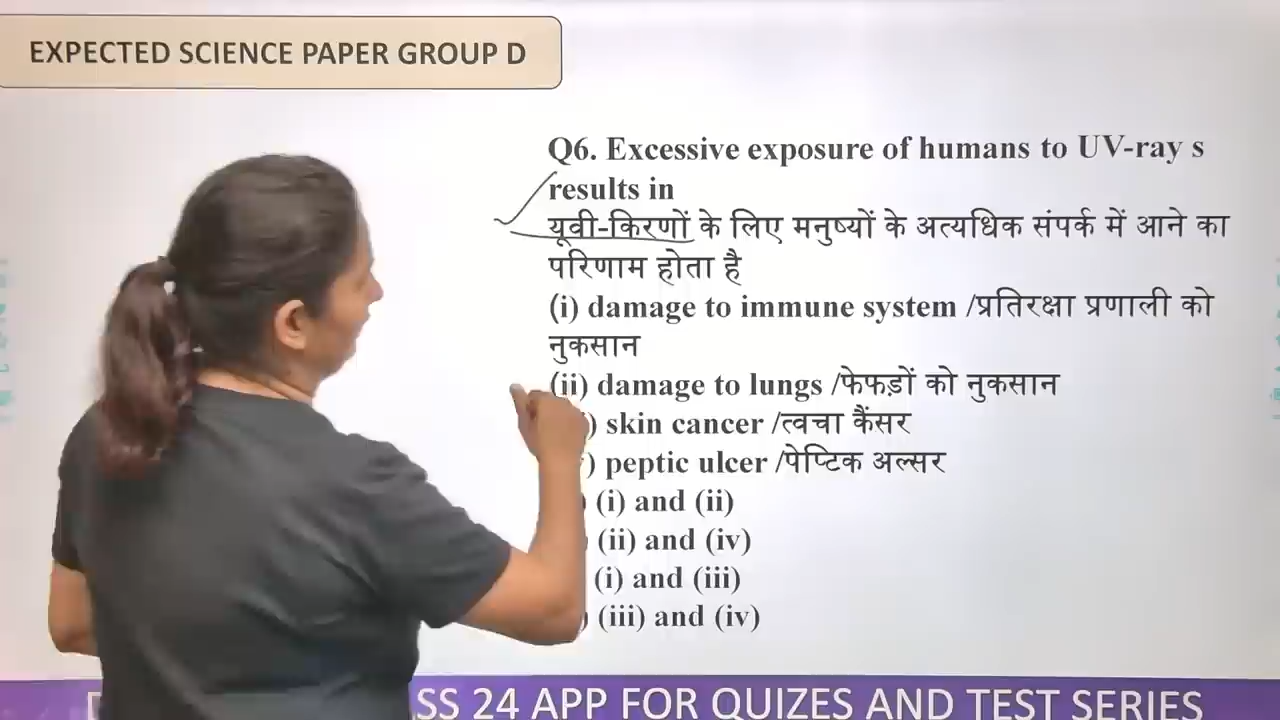 EXPECTED SCIENCE PAPER GROUP D
Q6. Excessive exposure of humans to UV-ray s
results in
यूवी-किरणों के लिए मनुष्यों के अत्यधिक संपर्क में आने का
परिणाम होता है
(i) damage to immune system /प्रतिरक्षा प्रणाली को
नुकसान
(ii) damage to lungs /फेफड़ों को नुकसान
) skin cancer /त्वचा कैंसर
) peptic ulcer /पेप्टिक अल्सर
(i) and (ii)
(ii) and (iv)
(i) and (iii)
) (iii) and (iv)
SS 24 APP FOR QUIZES AND TEST SERIES